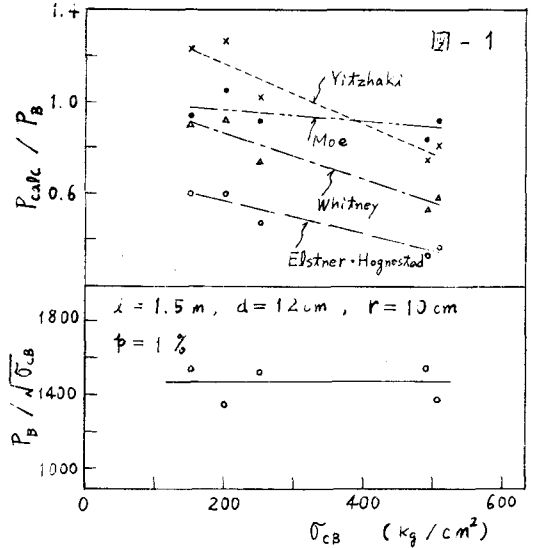 図-1
1.4
1.0
0.6
Pcalc / PB
Yitzhaki
Moe
Whitney
Elstner・Hognestad
i = 1.5 m, d = 12 cm, r = 10 cm
p = 1 %
1800
1400
1000
PB / √σCB
0 200 400 600
σCB (kg/cm²)